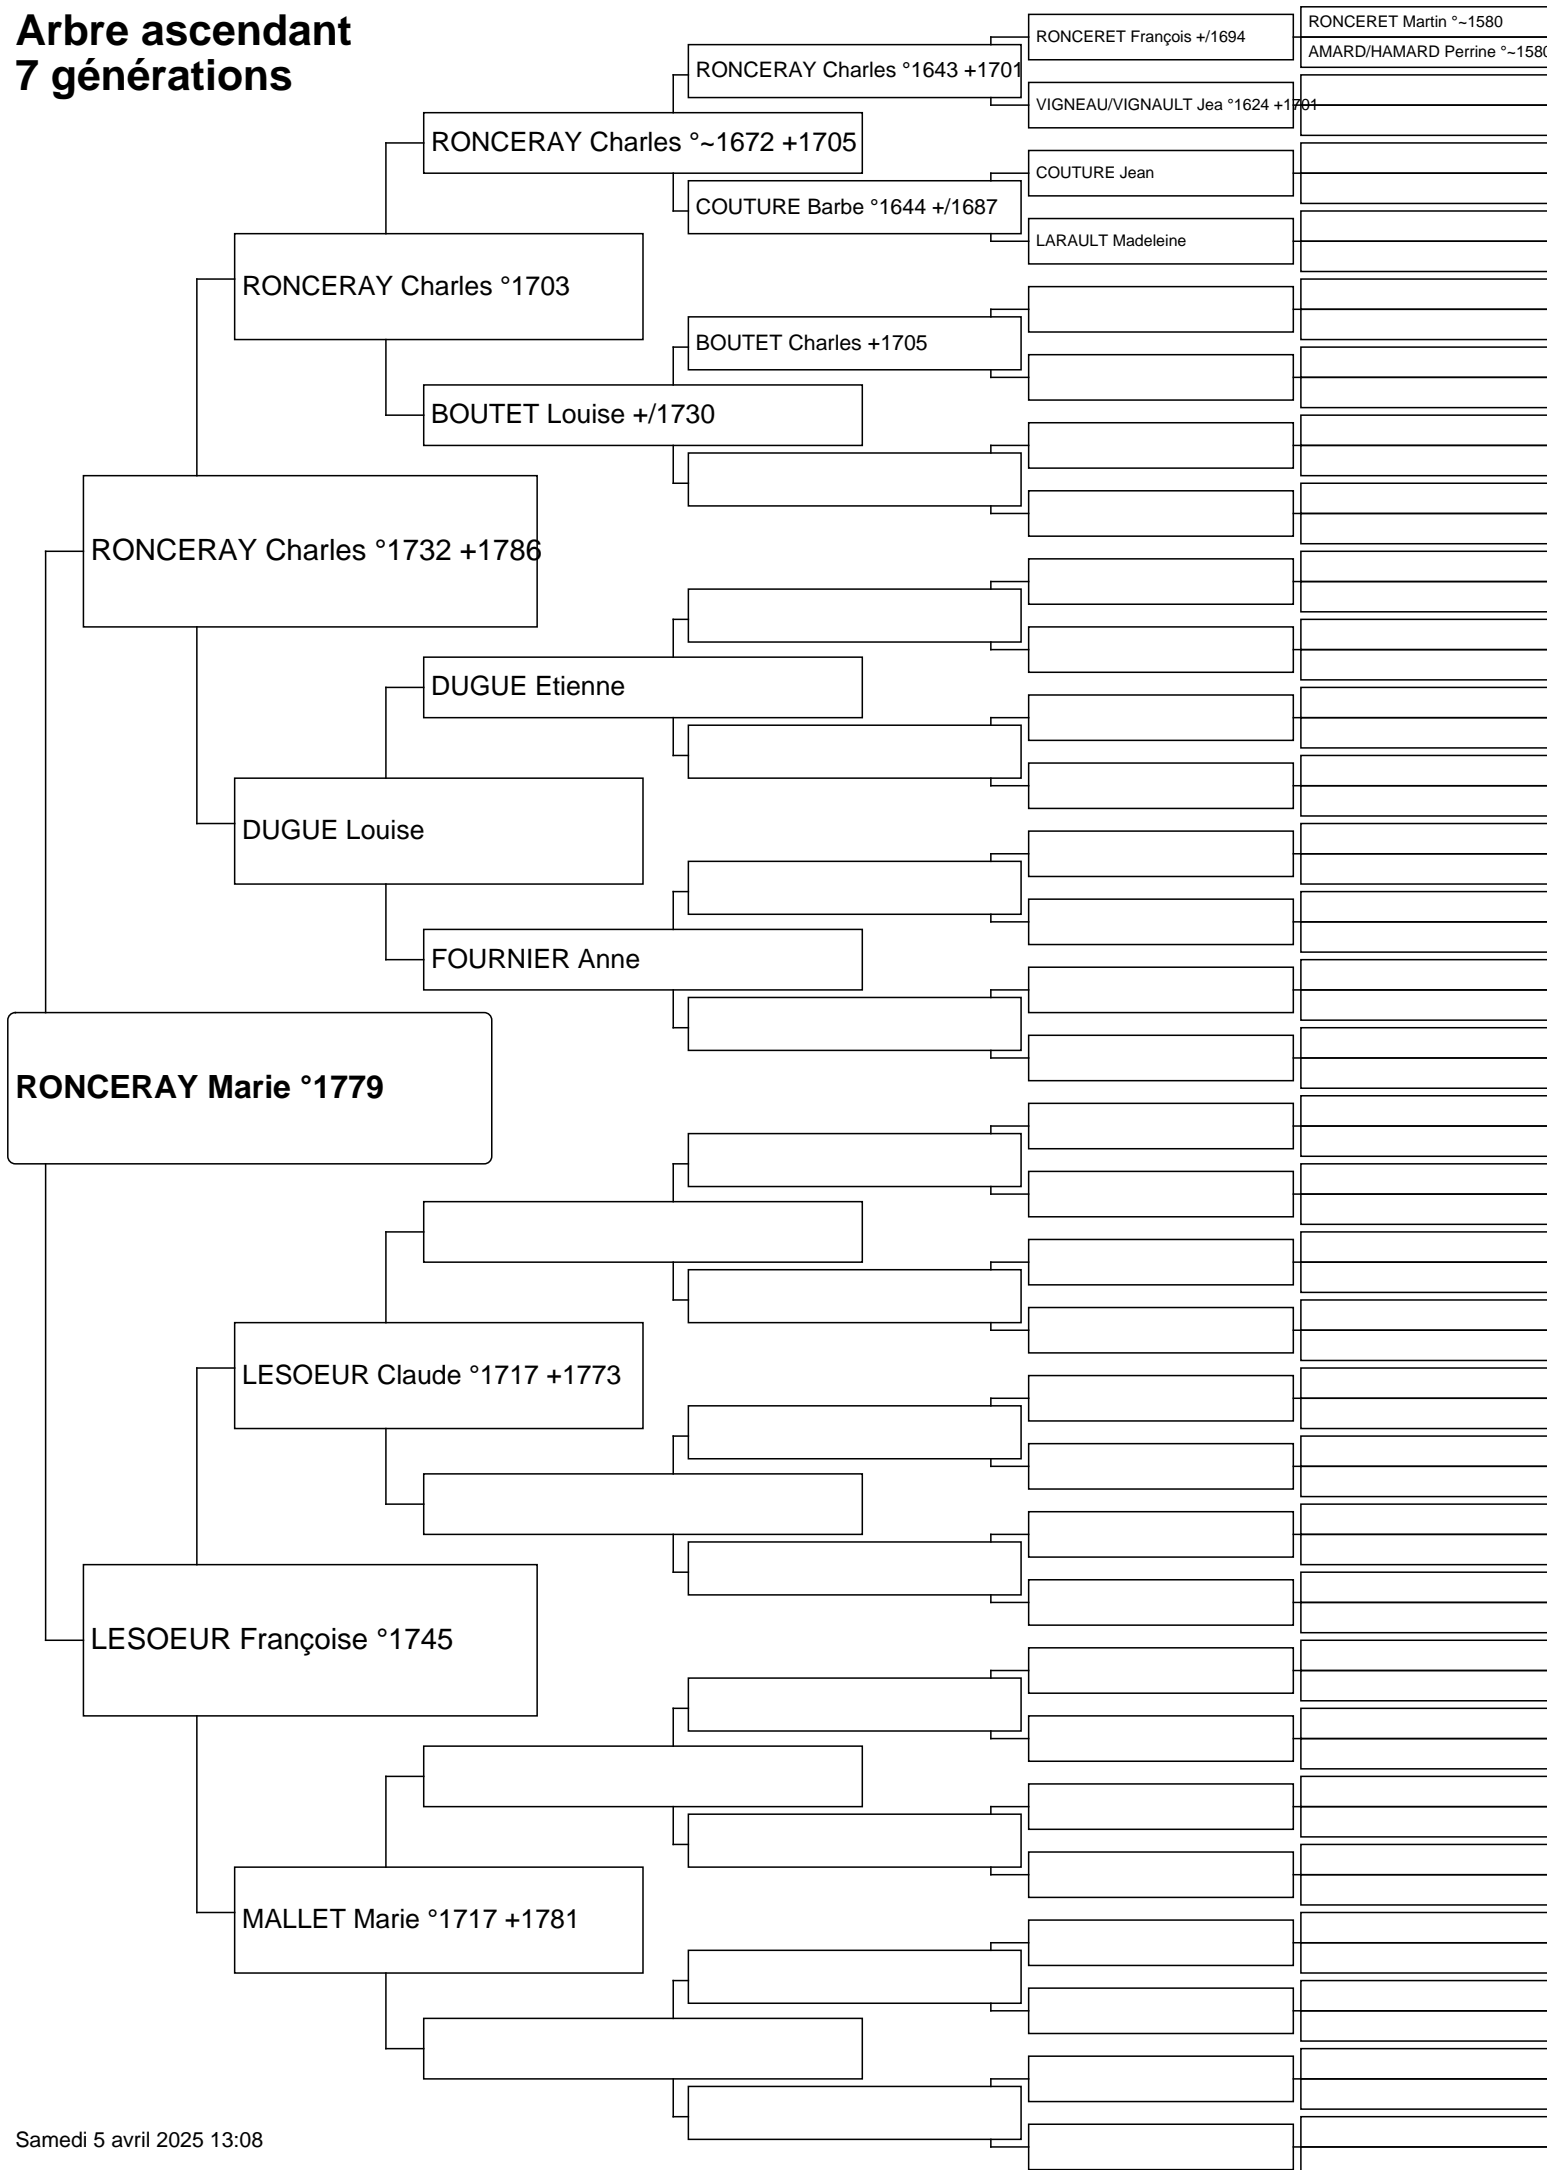 Arbre ascendant
7 générations
RONCERET Martin °~1580
RONCERET François +/1694
AMARD/HAMARD Perrine °~1580
RONCERAY Charles °1643 +1701
VIGNEAU/VIGNAULT Jea °1624 +1701
RONCERAY Charles °~1672 +1705
COUTURE Jean
COUTURE Barbe °1644 +/1687
LARAULT Madeleine
RONCERAY Charles °1703
BOUTET Charles +1705
BOUTET Louise +/1730
RONCERAY Charles °1732 +1786
DUGUE Etienne
DUGUE Louise
FOURNIER Anne
RONCERAY Marie °1779
LESOEUR Claude °1717 +1773
LESOEUR Françoise °1745
MALLET Marie °1717 +1781
Samedi 5 avril 2025 13:08